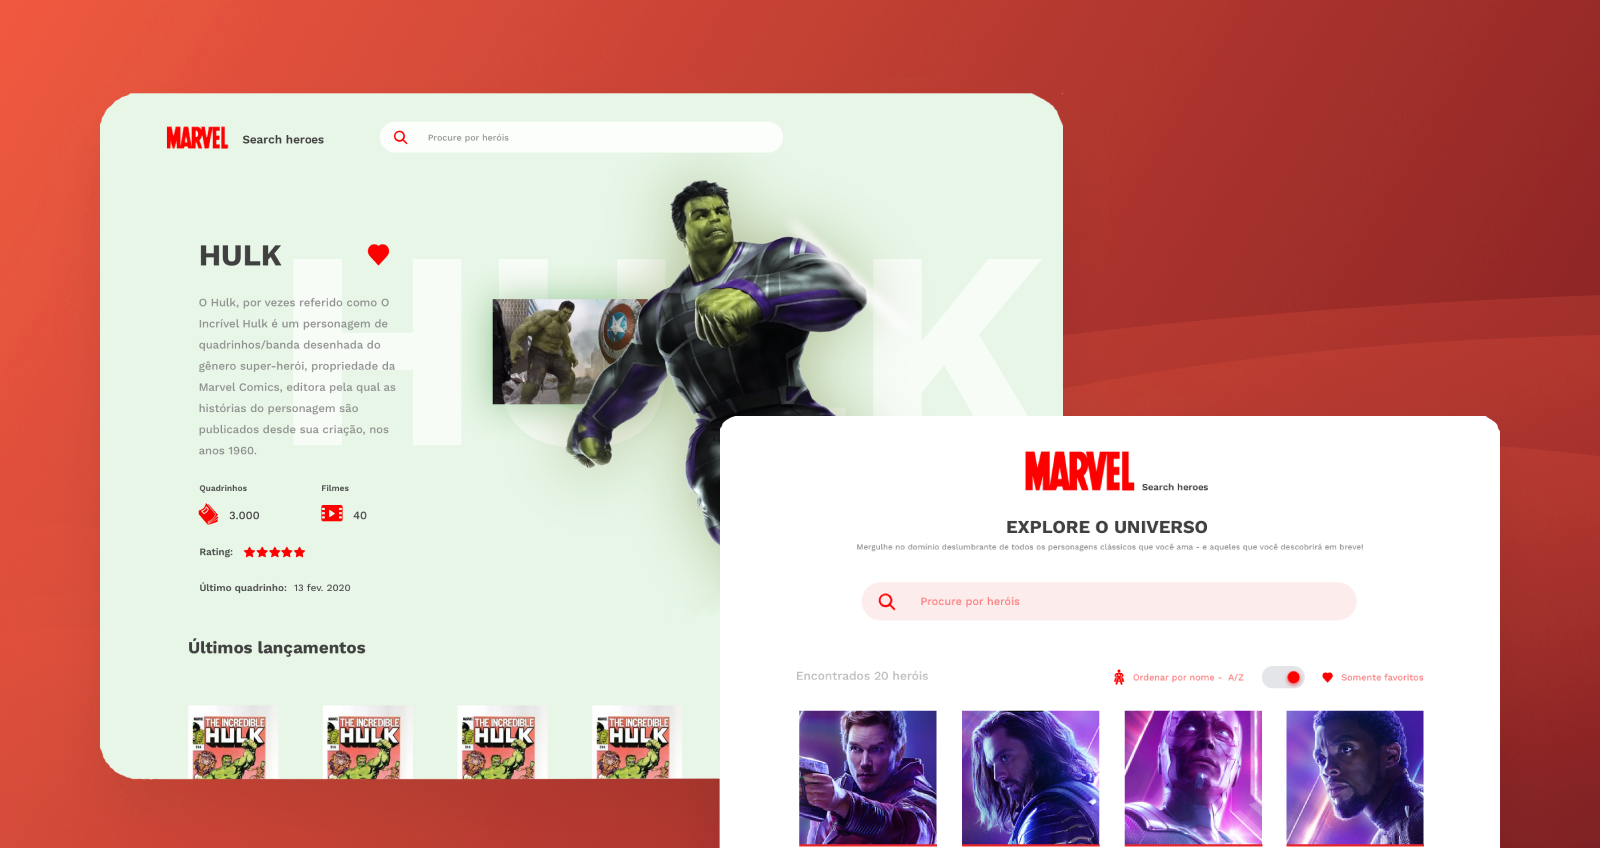 MARVEL Search heroes
Procure por heróis
HULK
HULK
O Hulk, por vezes referido como O
Incrível Hulk é um personagem de
quadrinhos/banda desenhada do
gênero super-herói, propriedade da
Marvel Comics, editora pela qual as
histórias do personagem são
publicados desde sua criação, nos
anos 1960.
Quadrinhos Filmes
3.000 40
Rating:
Último quadrinho: 13 fev. 2020
Últimos lançamentos
THE INCREDIBLE
HULK
THE INCREDIBLE
HULK
THE INCREDIBLE
HULK
THE INCREDIBLE
HULK
MARVEL Search heroes
EXPLORE O UNIVERSO
Mergulhe no domínio deslumbrante de todos os personagens clássicos que você ama - e aqueles que você descobrirá em breve!
Procure por heróis
Encontrados 20 heróis
Ordenar por nome - A/Z
Somente favoritos